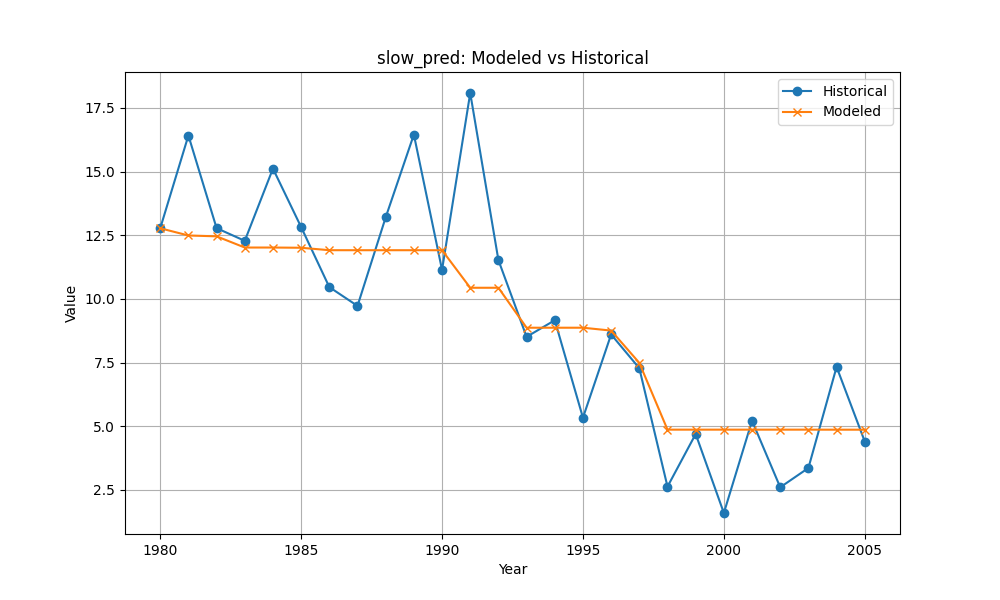 slow_pred: Modeled vs Historical
Historical
Modeled
Value
17.5
15.0
12.5
10.0
7.5
5.0
2.5
1980
1985
1990
1995
2000
2005
Year